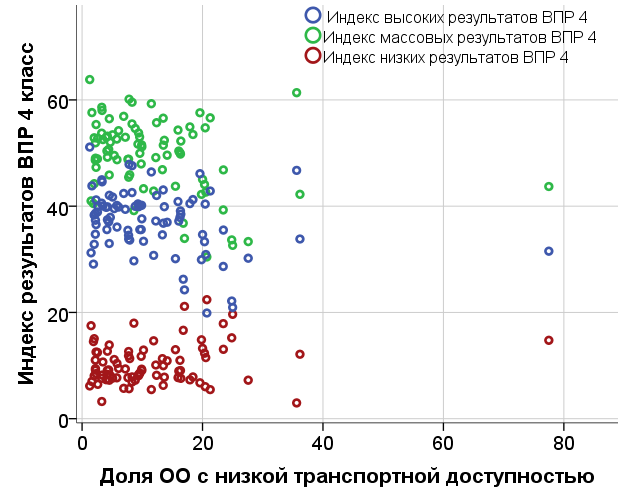 Индекс высоких результатов ВПР 4
Индекс массовых результатов ВПР 4
Индекс низких результатов ВПР 4
Индекс результатов ВПР 4 класс
60
40
20
0
0 20 40 60 80
Доля ОО с низкой транспортной доступностью